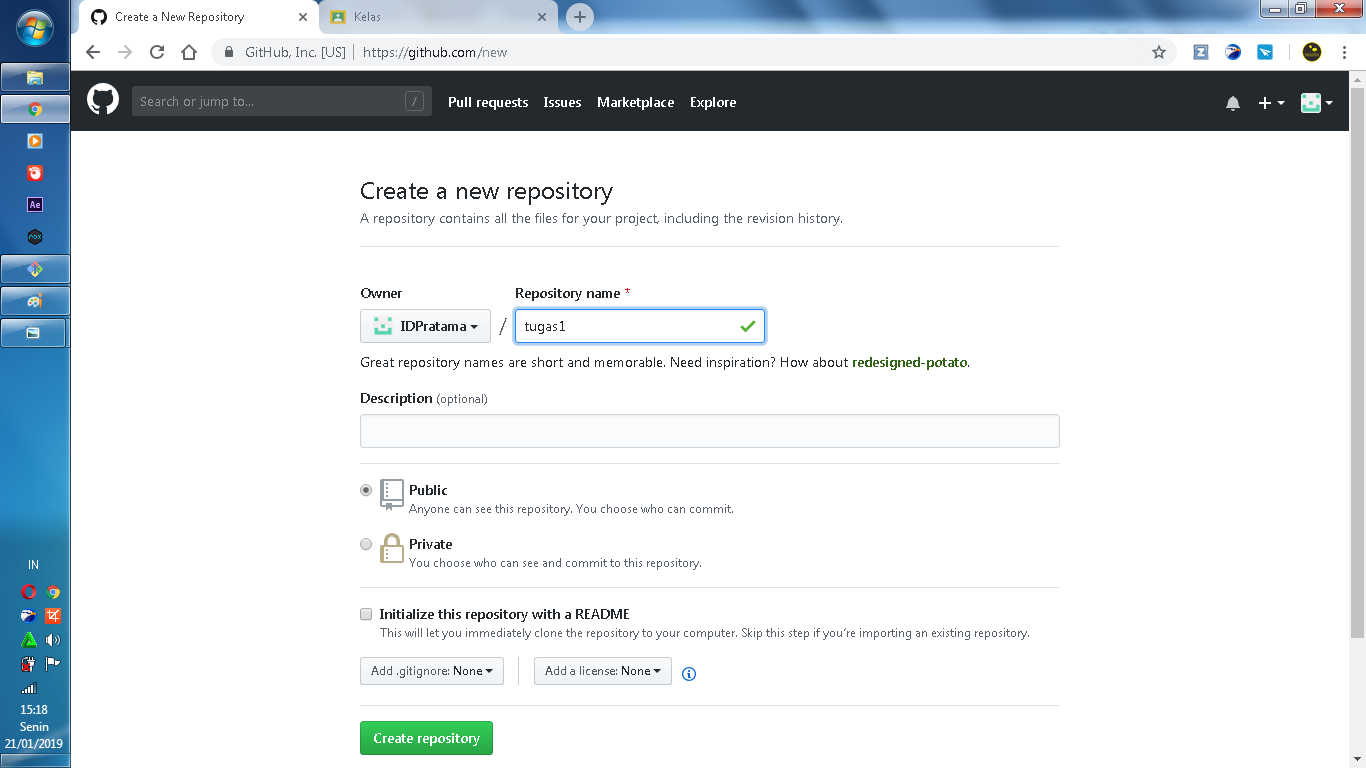 Create a New Repository
Kelas
GitHub, Inc. [US] | https://github.com/new
Search or jump to...
/
Pull requests
Issues
Marketplace
Explore
Create a new repository
A repository contains all the files for your project, including the revision history.
Owner
Repository name *
IDPratama
/
tugas1
Great repository names are short and memorable. Need inspiration? How about redesigned-potato.
Description (optional)
Public
Anyone can see this repository. You choose who can commit.
Private
You choose who can see and commit to this repository.
Initialize this repository with a README
This will let you immediately clone the repository to your computer. Skip this step if you're importing an existing repository.
Add .gitignore: None
Add a license: None
Create repository
Ae
nox
IN
15:18
Senin
21/01/2019